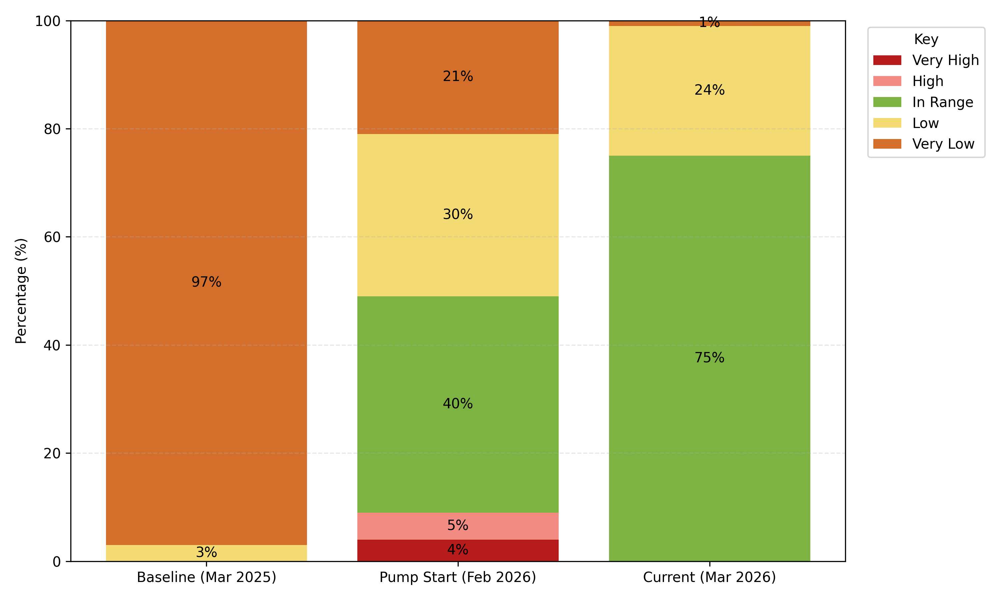 100
80
60
40
20
0
Percentage (%)
97%
3%
21%
30%
40%
5%
4%
1%
24%
75%
Baseline (Mar 2025)
Pump Start (Feb 2026)
Current (Mar 2026)
Key
Very High
High
In Range
Low
Very Low